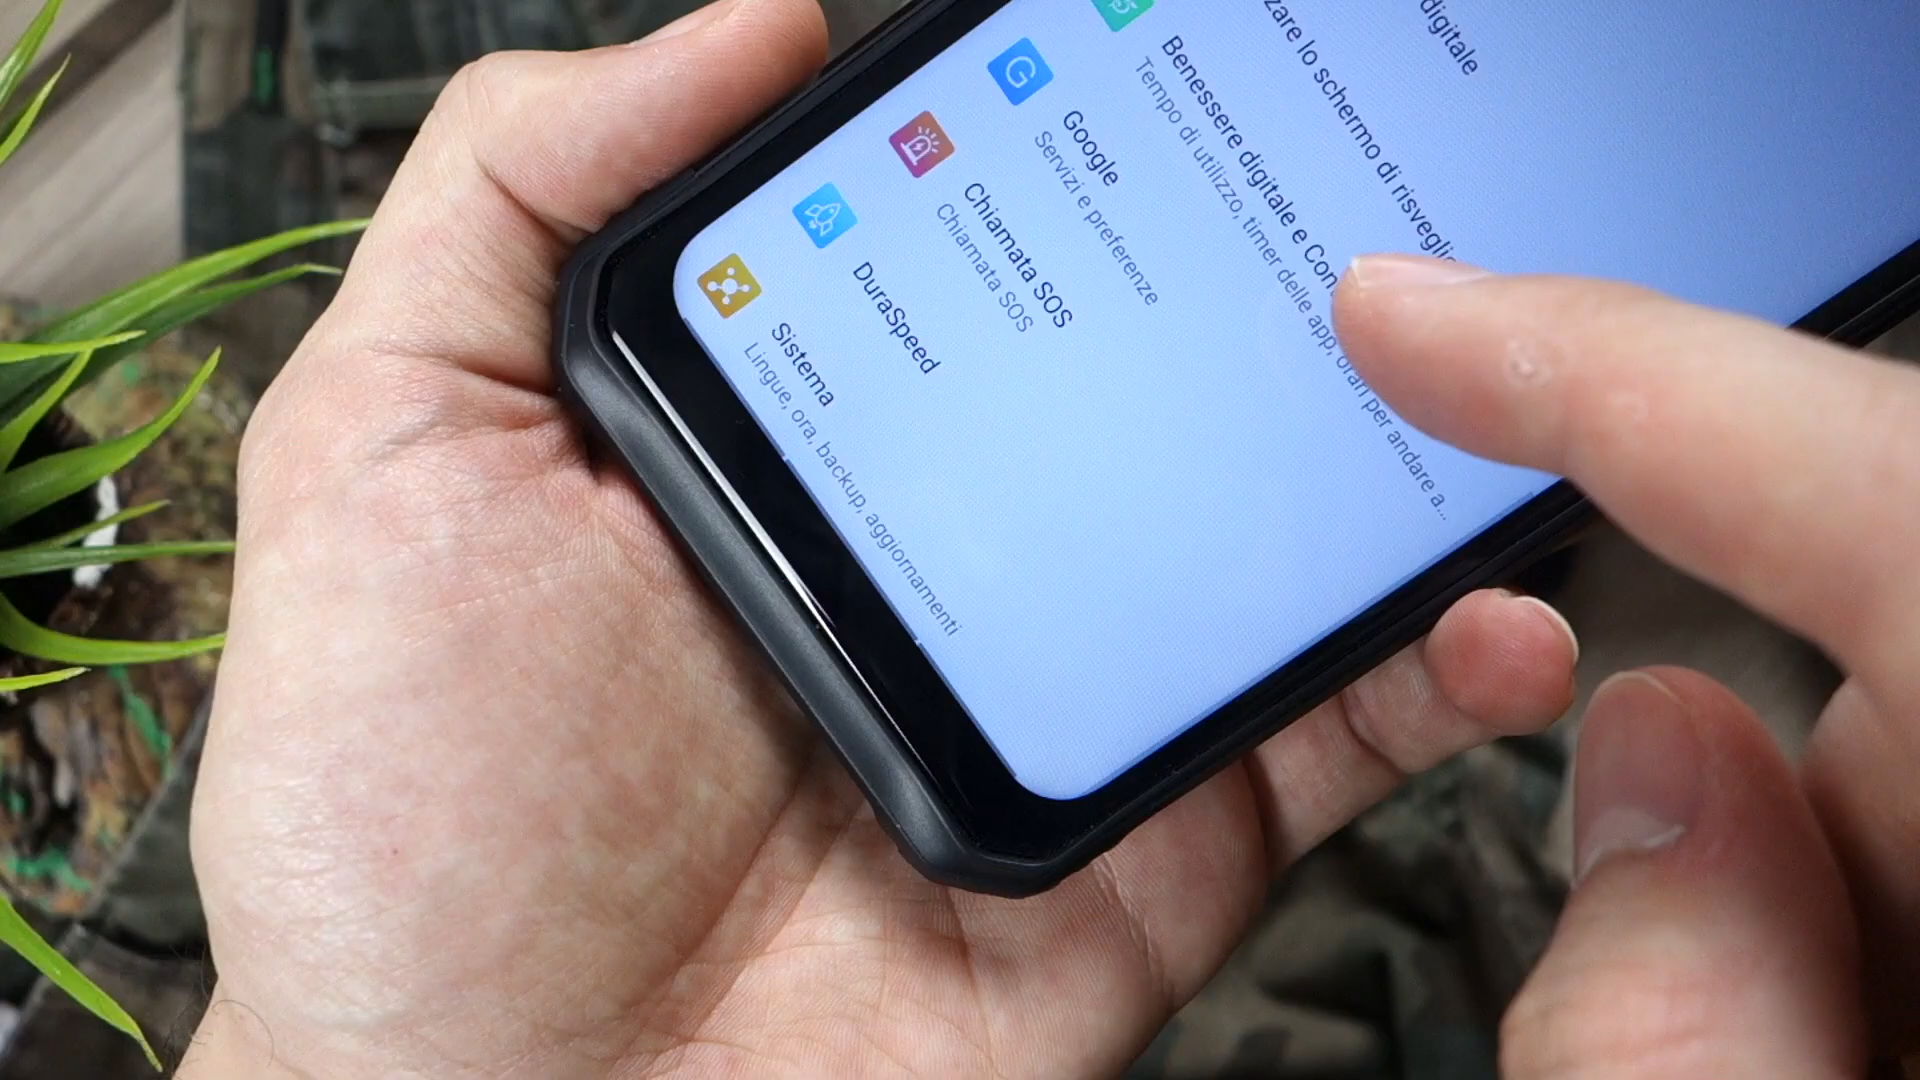 digitale
zare lo schermo di risveglio
Benessere digitale e Con
Tempo di utilizzo, timer delle app, orari per andare a...
Google
Servizi e preferenze
Chiamata SOS
Chiamata SOS
DuraSpeed
Sistema
Lingue, ora, backup, aggiornamenti